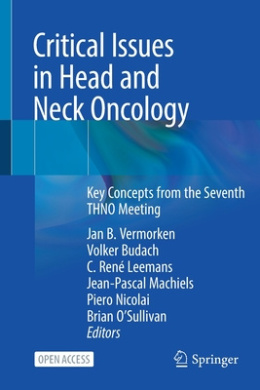 Critical Issues
in Head and
Neck Oncology
Key Concepts from the Seventh
THNO Meeting
Jan B. Vermorken
Volker Budach
C. René Leemans
Jean-Pascal Machiels
Piero Nicolai
Brian O'Sullivan
Editors
OPEN ACCESS
Springer